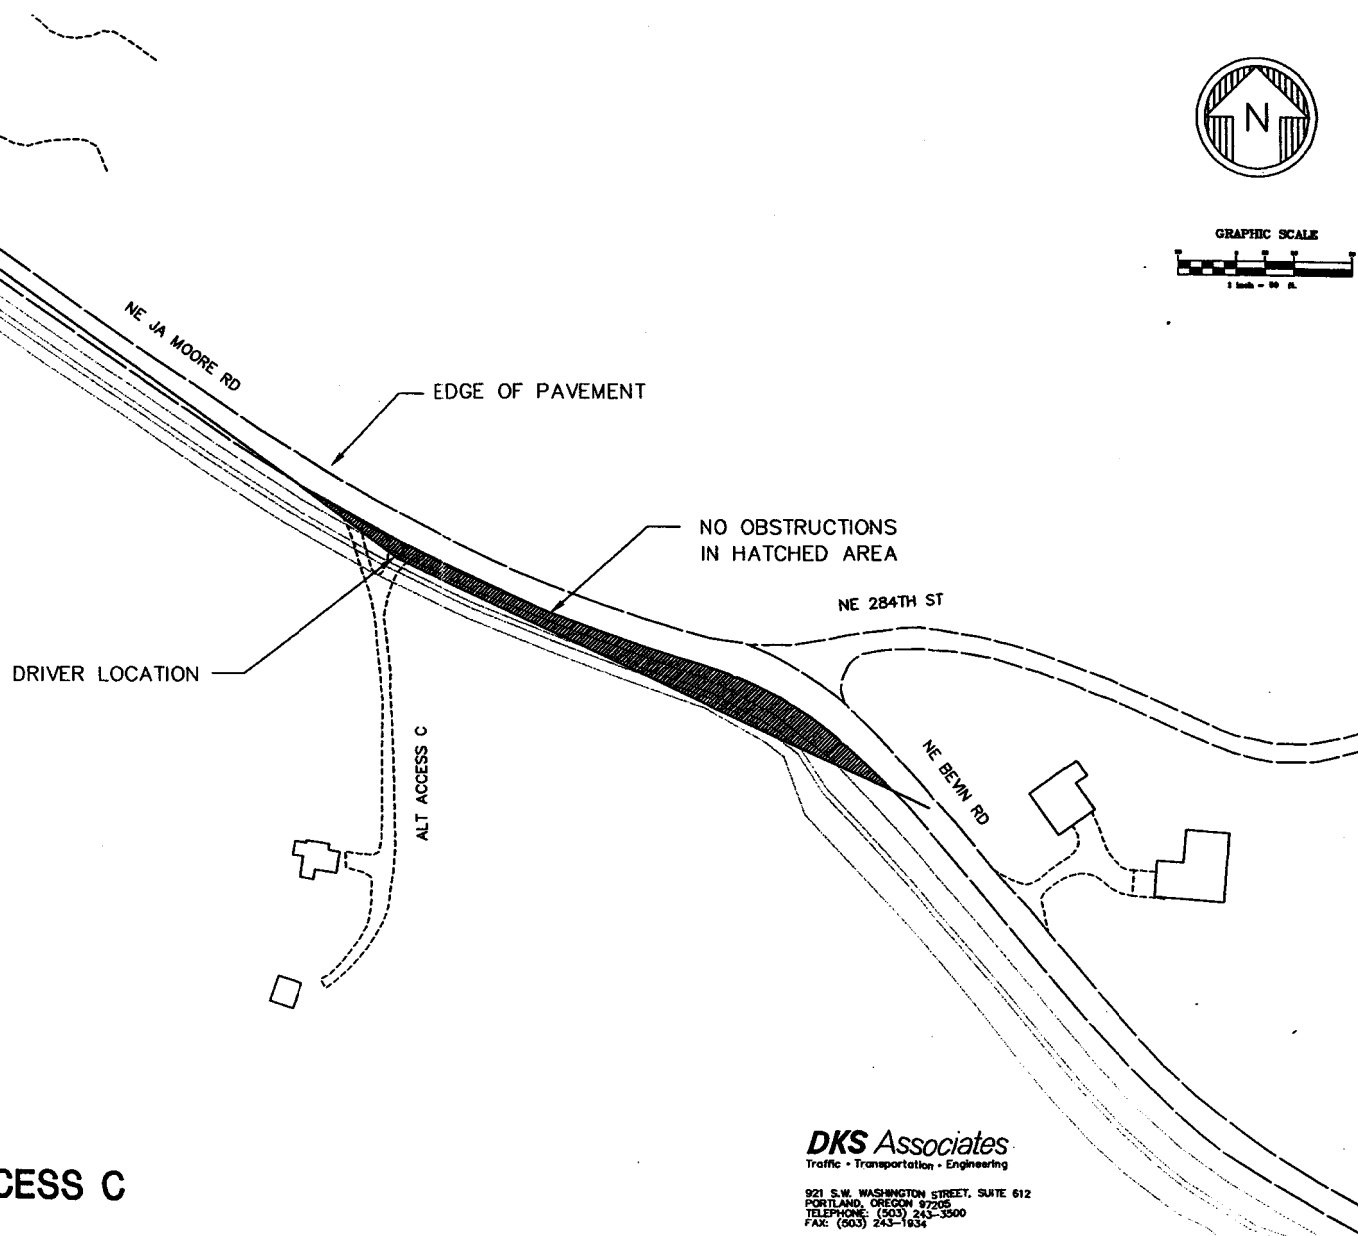 N
GRAPHIC SCALE
NE JA MOORE RD
EDGE OF PAVEMENT
NO OBSTRUCTIONS
IN HATCHED AREA
NE 284TH ST
DRIVER LOCATION
ALT ACCESS C
NE BEVIN RD
DKS Associates
Traffic • Transportation • Engineering
CESS C
921 S.W. WASHINGTON STREET, SUITE 612
PORTLAND, OREGON 97205
TELEPHONE: (503) 243-3500
FAX: (503) 243-1934